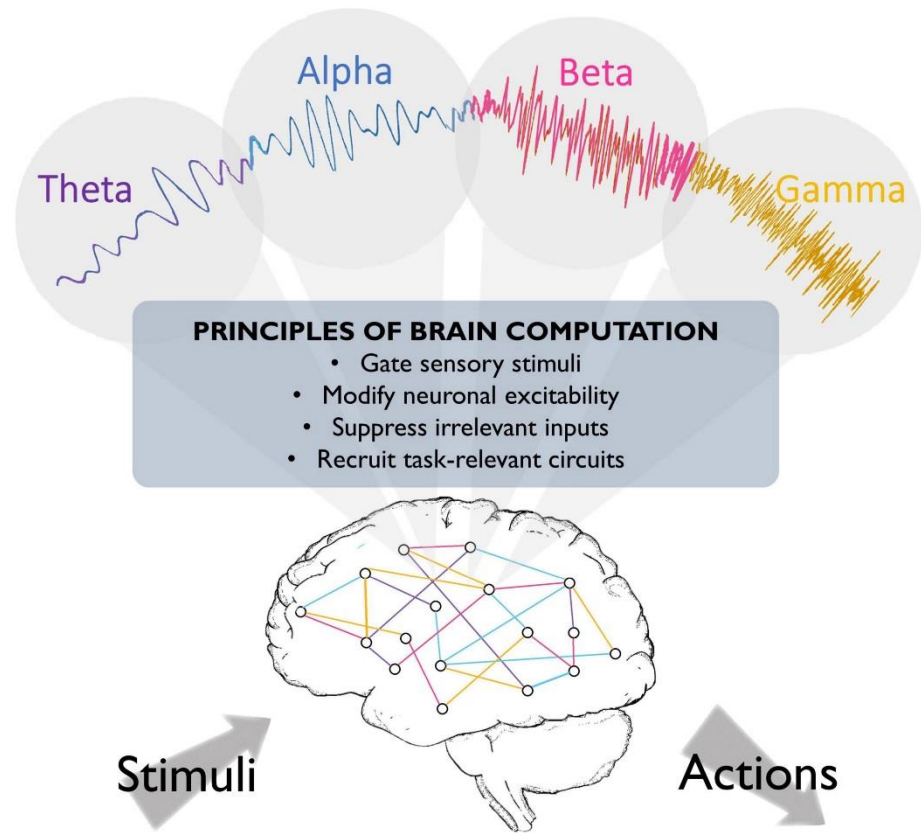 Theta
Alpha
Beta
Gamma
PRINCIPLES OF BRAIN COMPUTATION
• Gate sensory stimuli
• Modify neuronal excitability
• Suppress irrelevant inputs
• Recruit task-relevant circuits
Stimuli
Actions